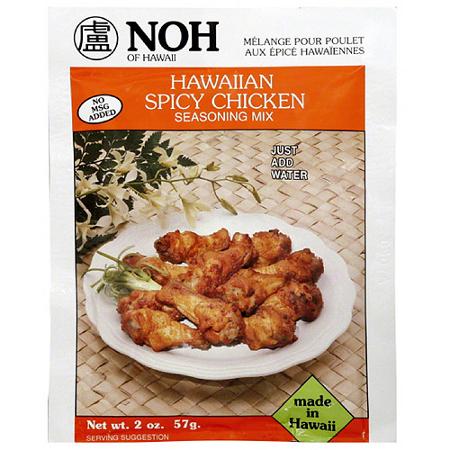 盧
NOH
OF HAWAII
MÉLANGE POUR POULET
AUX ÉPICÉ HAWAÏENNES
HAWAIIAN
SPICY CHICKEN
SEASONING MIX
NO
MSG
ADDED
JUST
ADD
WATER
made
in
Hawaii
Net wt. 2 oz. 57g.
SERVING SUGGESTION